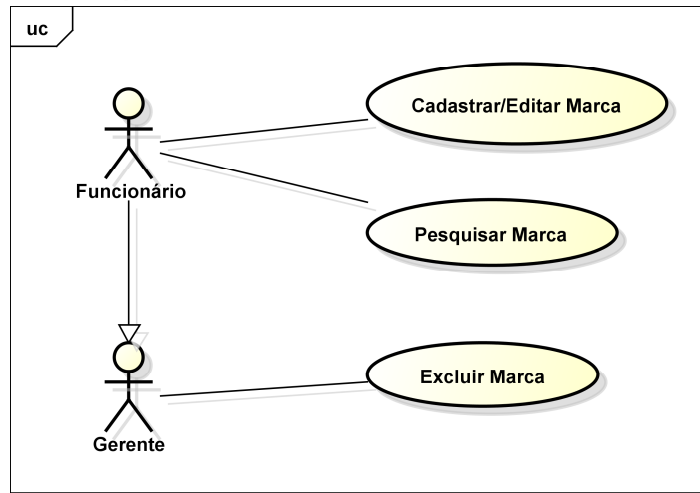 uc
Cadastrar/Editar Marca
Funcionário
Pesquisar Marca
Excluir Marca
Gerente